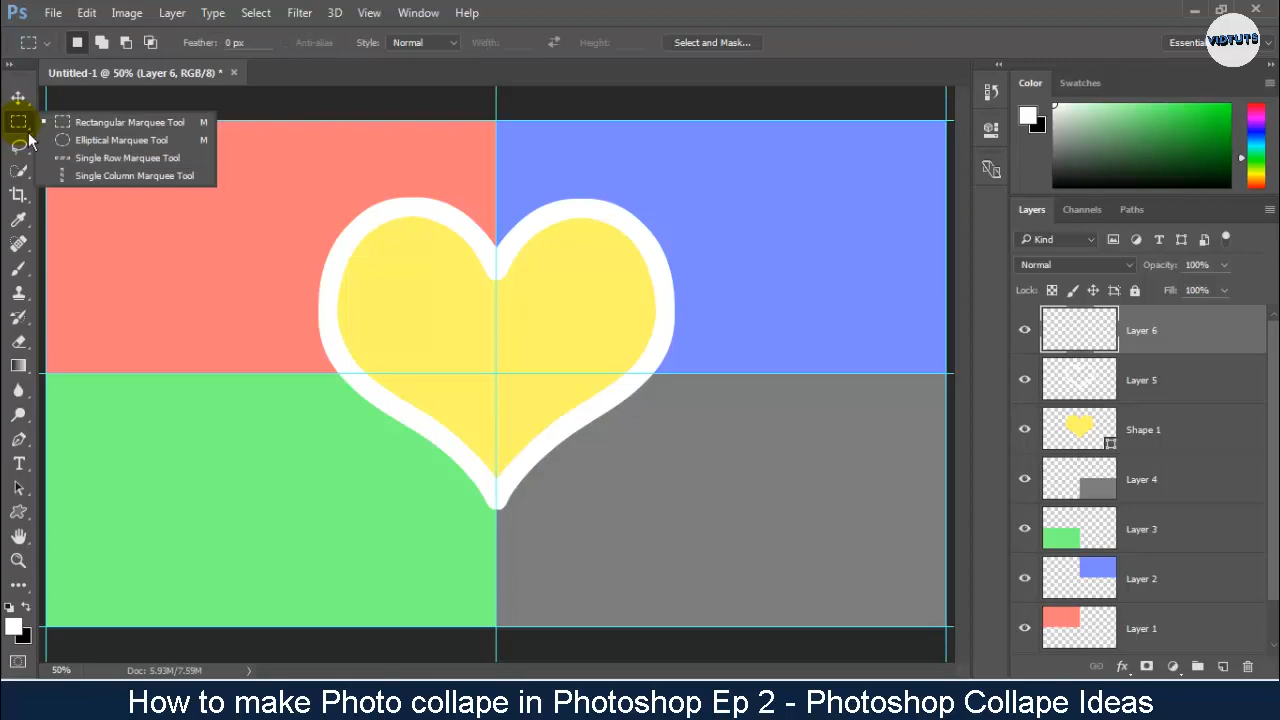 Ps File Edit Image Layer Type Select Filter 3D View Window Help
Feather: 0 px Anti-alias Style: Normal Width: Height: Select and Mask... Essenti
VIDTUTS
Untitled-1 @ 50% (Layer 6, RGB/8) * ×
Rectangular Marquee Tool M
Elliptical Marquee Tool M
Single Row Marquee Tool
Single Column Marquee Tool
Color Swatches
Layers Channels Paths
Kind
Normal Opacity: 100%
Lock: Fill: 100%
Layer 6
Layer 5
Shape 1
Layer 4
Layer 3
Layer 2
Layer 1
50% Doc: 5.93M/7.59M
How to make Photo collape in Photoshop Ep 2 - Photoshop Collape Ideas